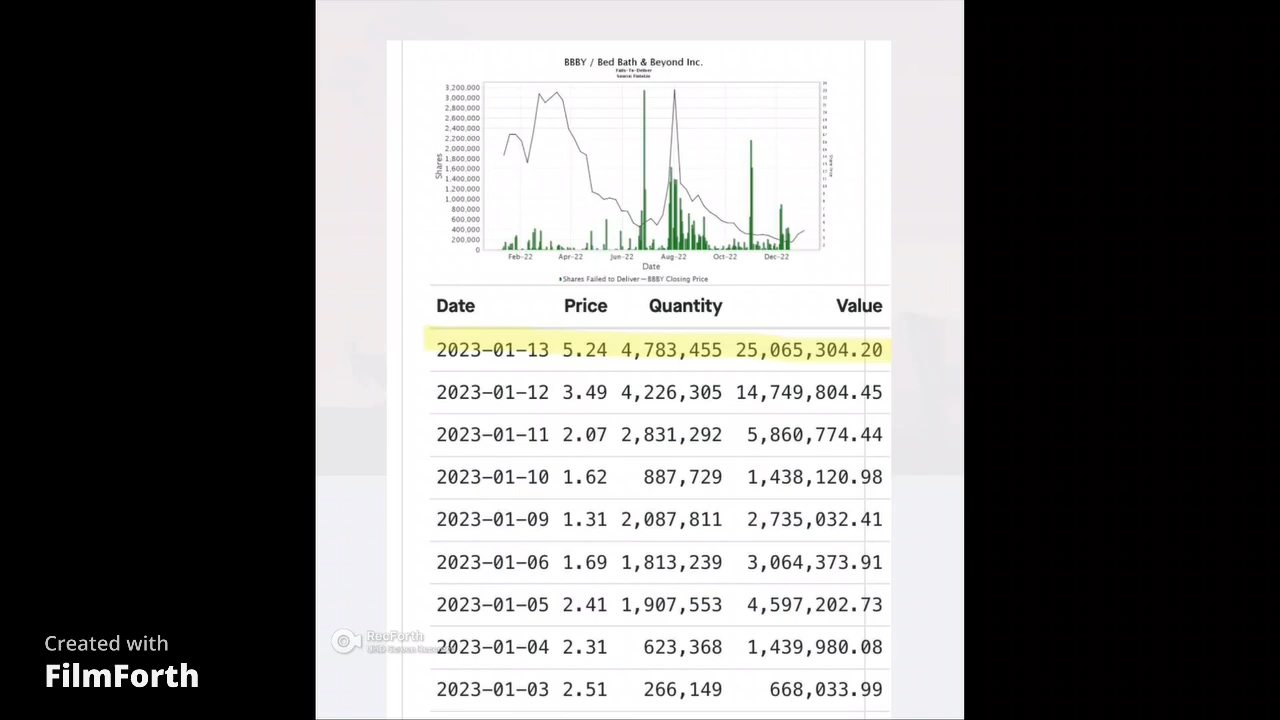 BBBY / Bed Bath & Beyond Inc.
Fails-To-Deliver
Source: Fintel.io
3,200,000
3,000,000
2,800,000
2,600,000
2,400,000
2,200,000
2,000,000
1,800,000
1,600,000
1,400,000
1,200,000
1,000,000
800,000
600,000
400,000
200,000
0
Shares
Share Price
Feb-22 Apr-22 Jun-22 Aug-22 Oct-22 Dec-22
Date
Shares Failed to Deliver — BBBY Closing Price
Date Price Quantity Value
2023-01-13 5.24 4,783,455 25,065,304.20
2023-01-12 3.49 4,226,305 14,749,804.45
2023-01-11 2.07 2,831,292 5,860,774.44
2023-01-10 1.62 887,729 1,438,120.98
2023-01-09 1.31 2,087,811 2,735,032.41
2023-01-06 1.69 1,813,239 3,064,373.91
2023-01-05 2.41 1,907,553 4,597,202.73
2023-01-04 2.31 623,368 1,439,980.08
2023-01-03 2.51 266,149 668,033.99
RecForth
Created with
FilmForth